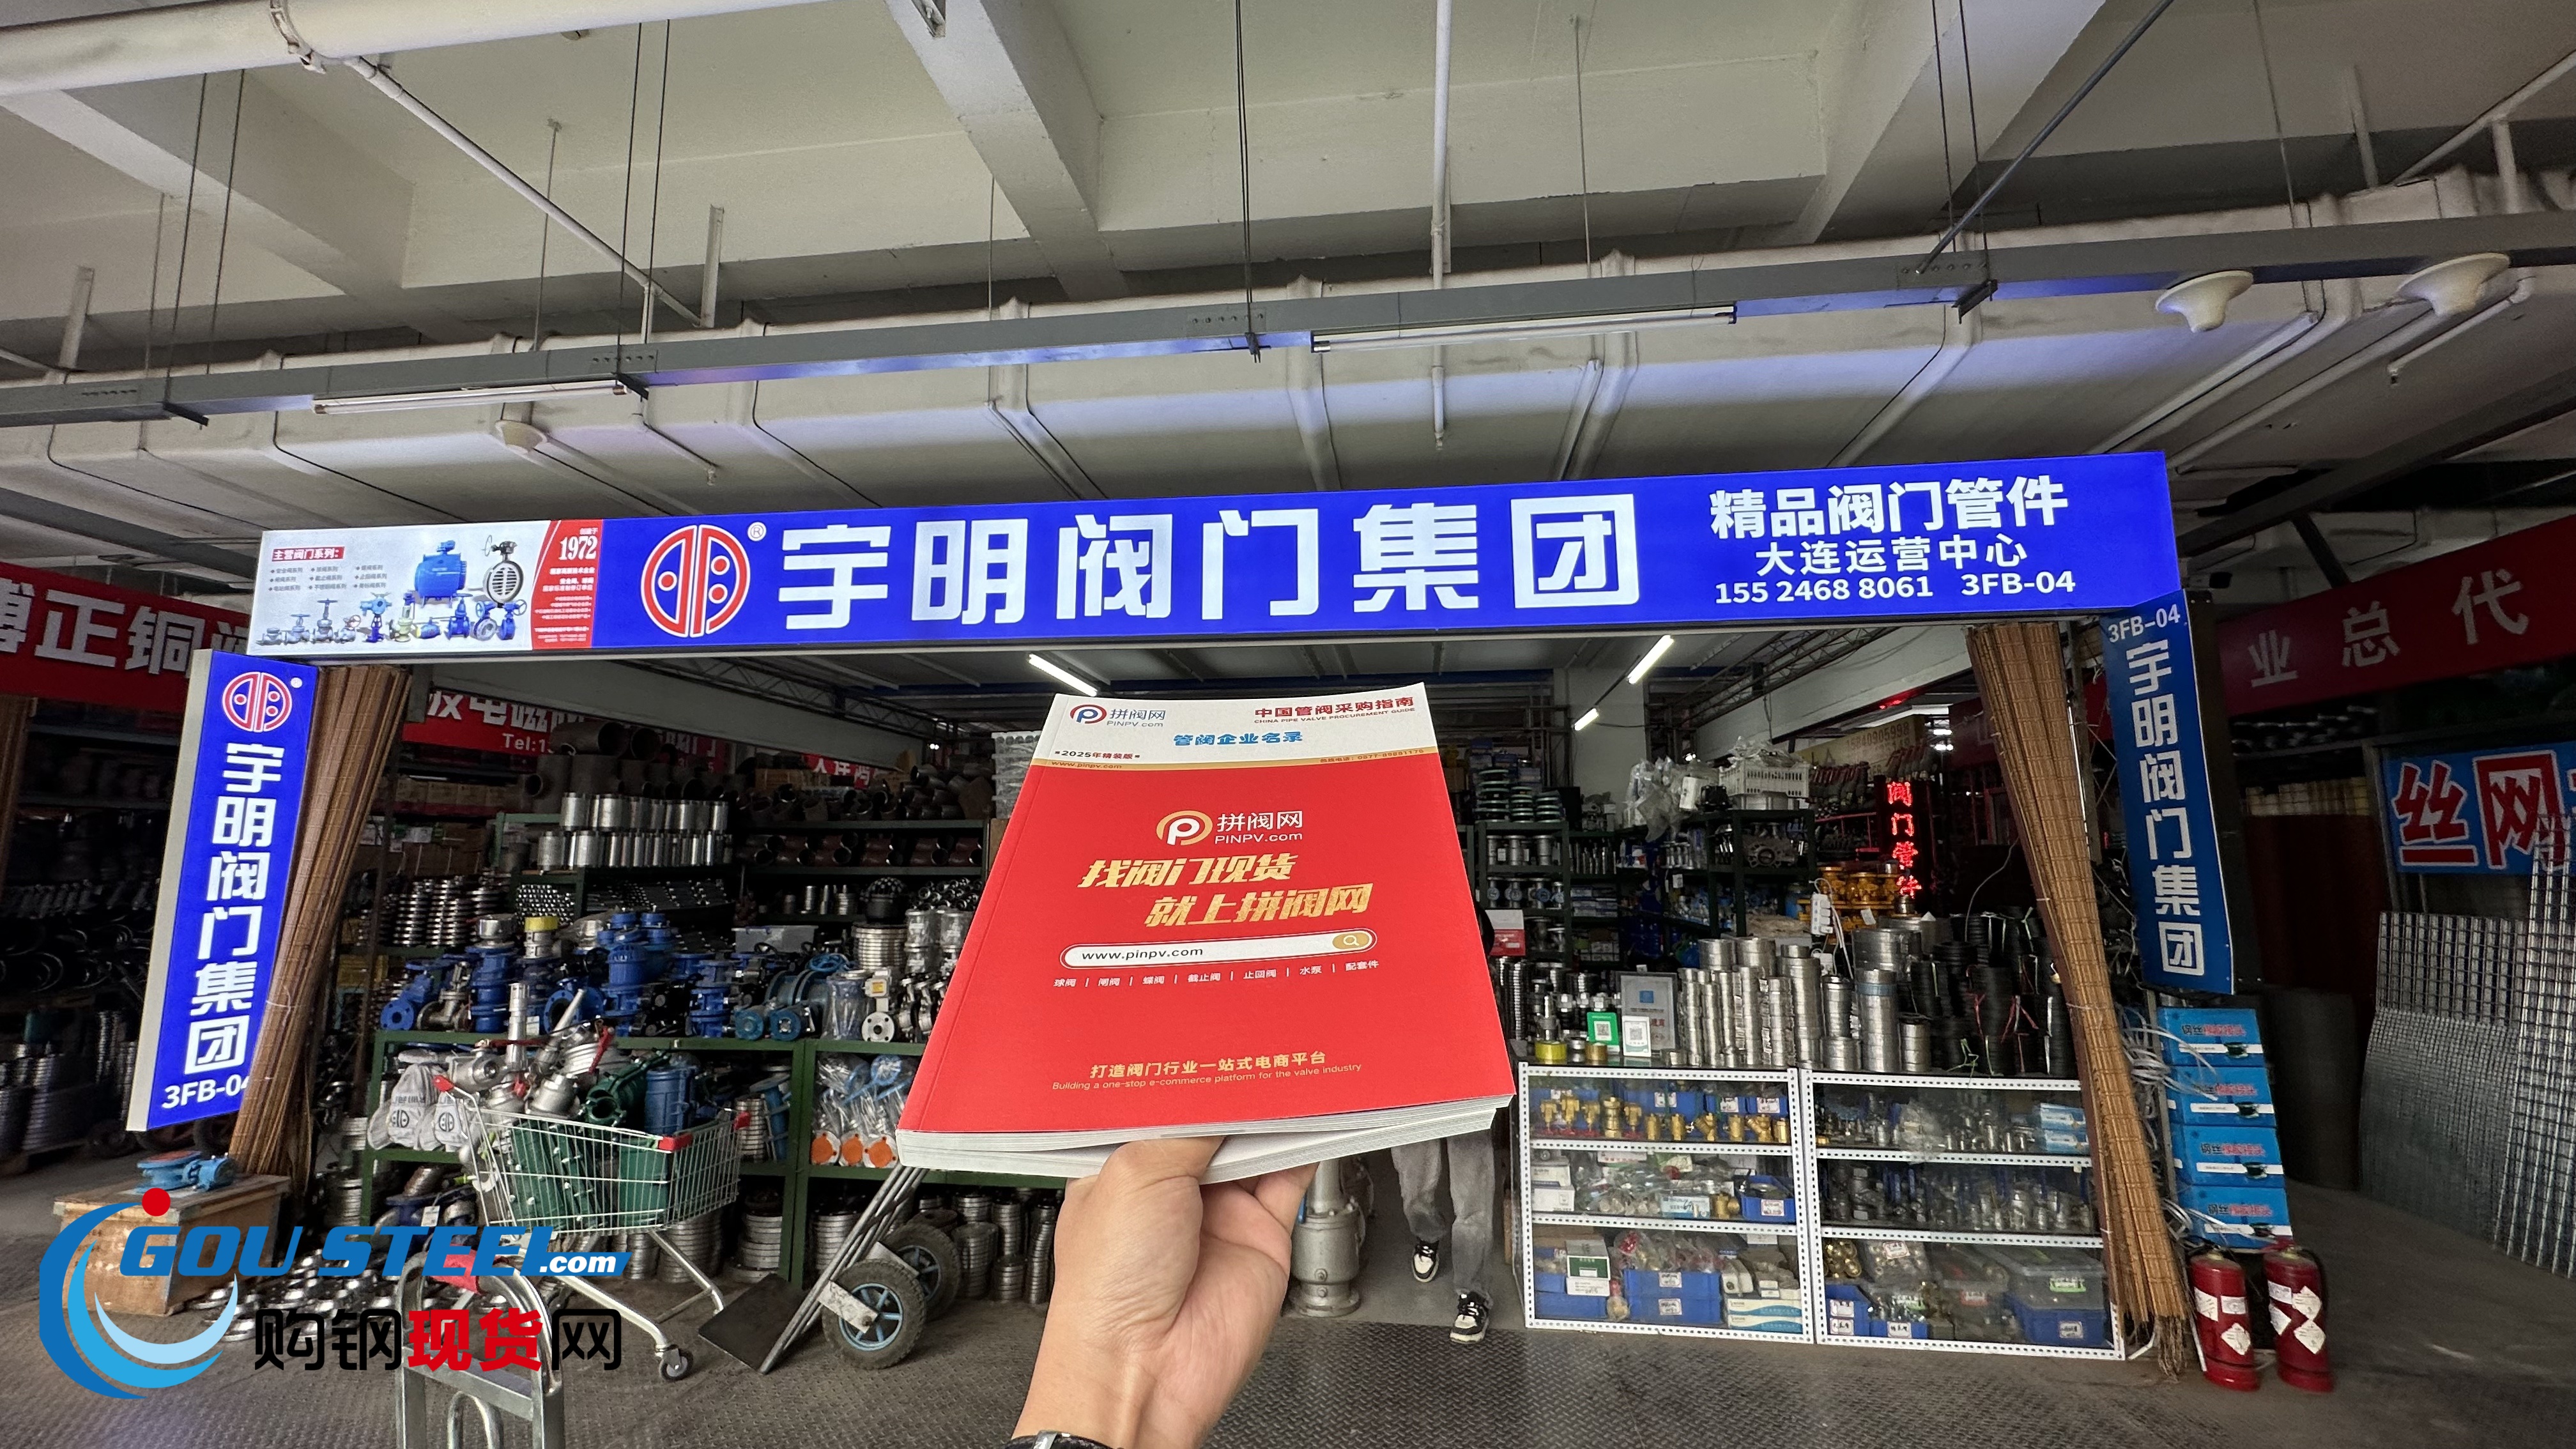 主营阀门系列:
1972
宇明阀门集团
精品阀门管件
大连运营中心
155 2468 8061 3FB-04
博正铜阀
业总代
宇明阀门集团
3FB-04
3FB-04
宇明阀门集团
Tel:13
丝网
阀门管件
拼阀网
PINPV.com
中国管阀采购指南
CHINA PIPE VALVE PROCUREMENT GUIDE
管阀企业名录
2025年精装版
www.pinpv.com
拼阀网
PINPV.com
找阀门现货
就上拼阀网
www.pinpv.com
球阀 | 闸阀 | 蝶阀 | 截止阀 | 止回阀 | 水泵 | 配套件
打造阀门行业一站式电商平台
Building a one-stop e-commerce platform for the valve industry
GOUSTEEL.com
购钢现货网